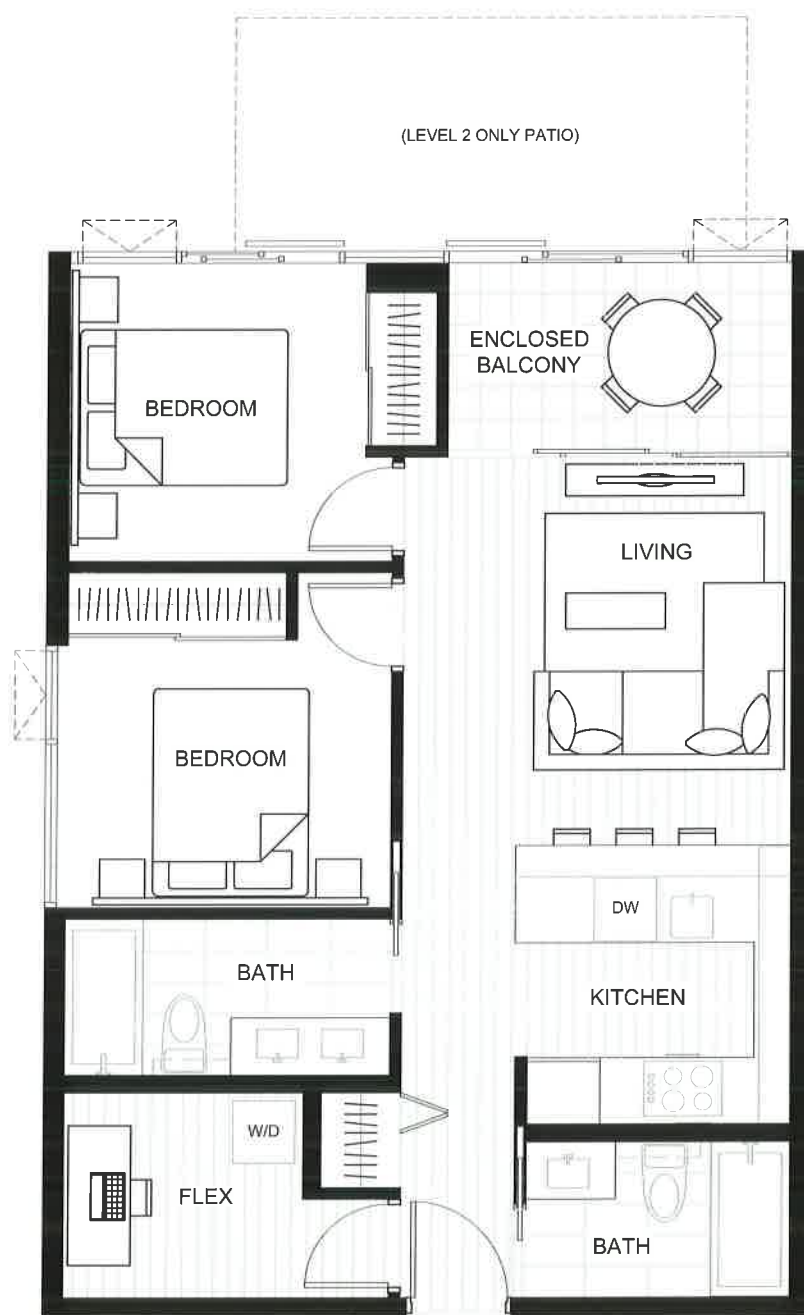 (LEVEL 2 ONLY PATIO)
ENCLOSED
BALCONY
BEDROOM
LIVING
BEDROOM
DW
BATH
KITCHEN
W/D
FLEX
BATH